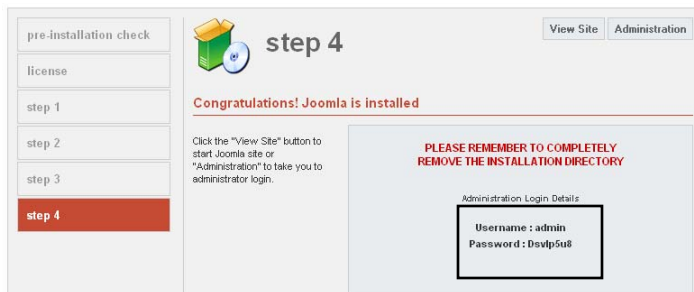 pre-installation check
license
step 1
step 2
step 3
step 4
step 4
View Site
Administration
Congratulations! Joomla is installed
Click the "View Site" button to
start Joomla site or
"Administration" to take you to
administrator login.
PLEASE REMEMBER TO COMPLETELY
REMOVE THE INSTALLATION DIRECTORY
Administration Login Details
Username : admin
Password : Dsvlp5u8